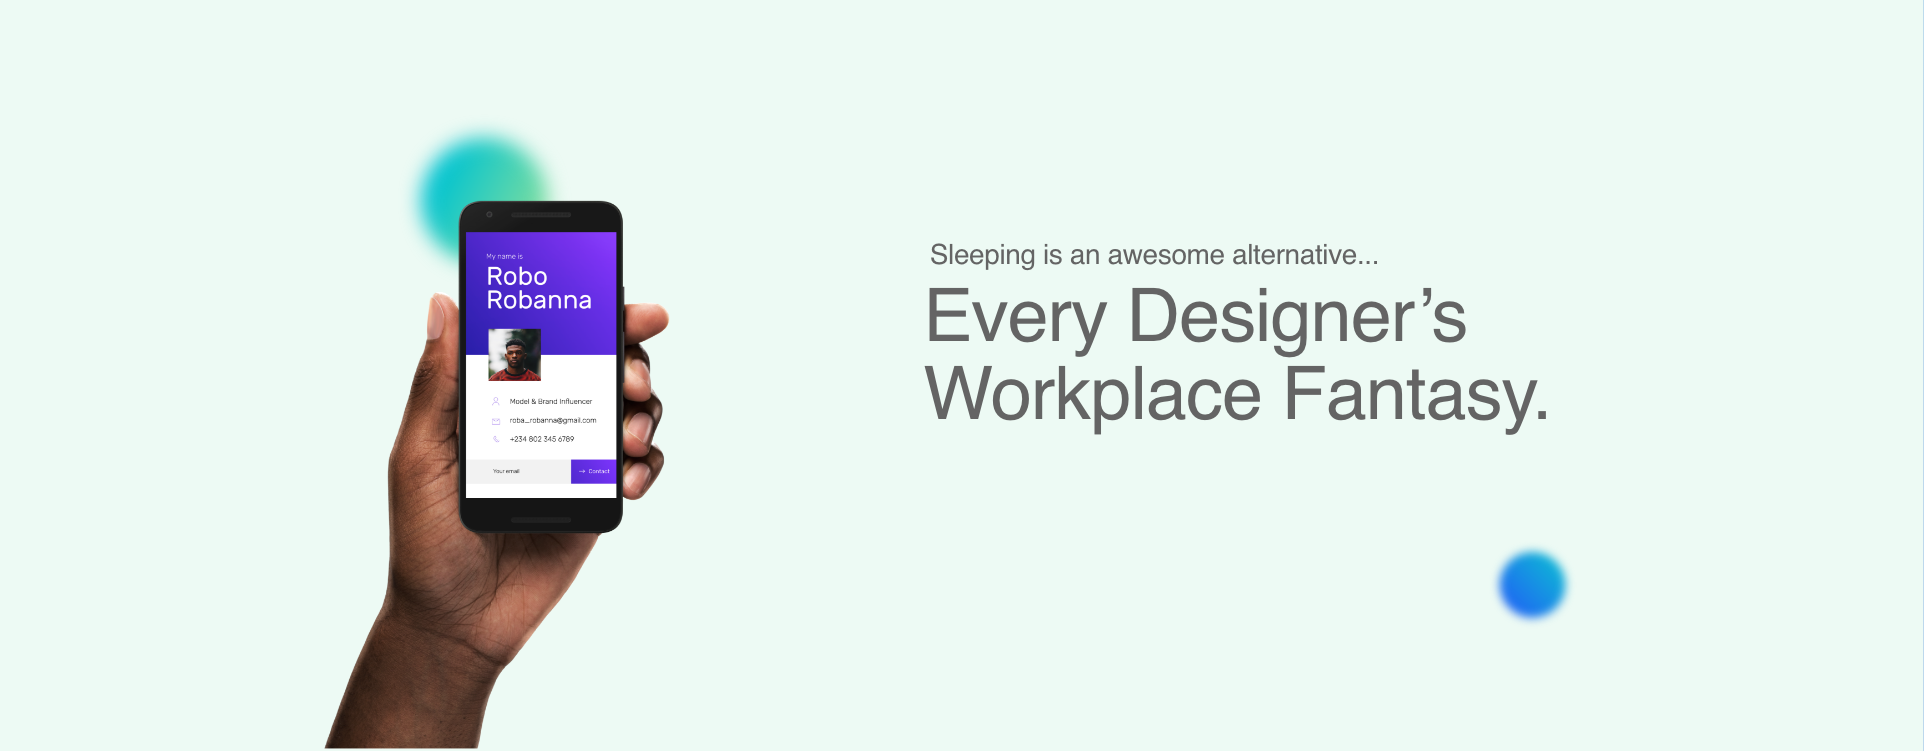 My name is
Robo
Robanna
Model & Brand Influencer
roba_robanna@gmail.com
+234 802 345 6789
Your email
→ Contact
Sleeping is an awesome alternative...
Every Designer’s
Workplace Fantasy.